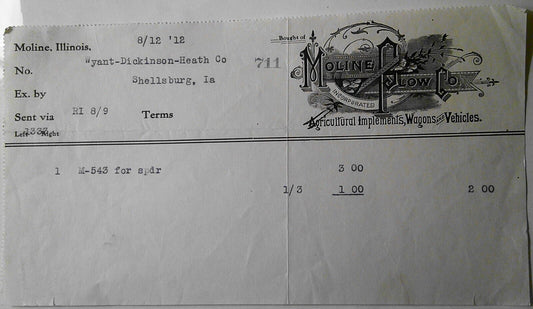 Moline, Illinois, 8/12 '12 Bought of
No. Wyant-Dickinson-Heath Co 711
MOLINE PLOW CO.
INCORPORATED
Shellsburg, Ia
Ex. by
Sent via RI 8/9 Terms
Agricultural Implements, Wagons and Vehicles.
Left Right
1 M-543 for spdr 3 00
1/3 1 00 2 00